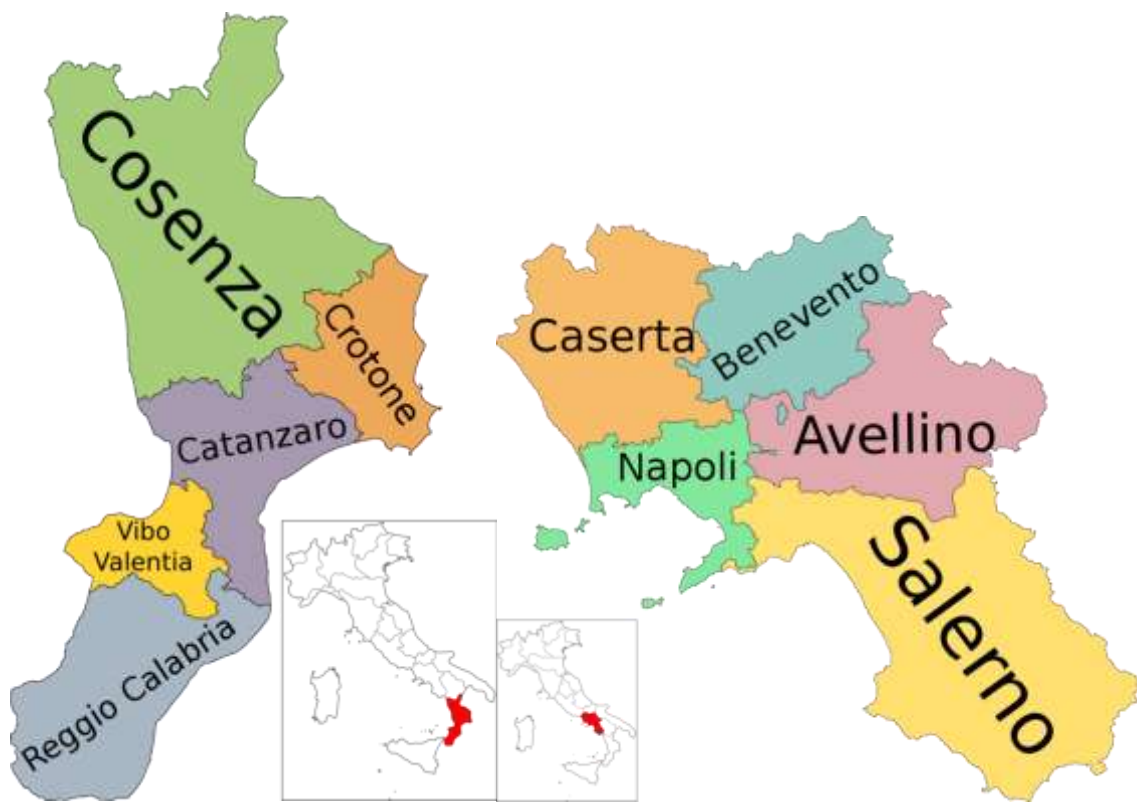 Cosenza
Crotone
Catanzaro
Vibo
Valentia
Reggio Calabria
Caserta
Benevento
Avellino
Napoli
Salerno